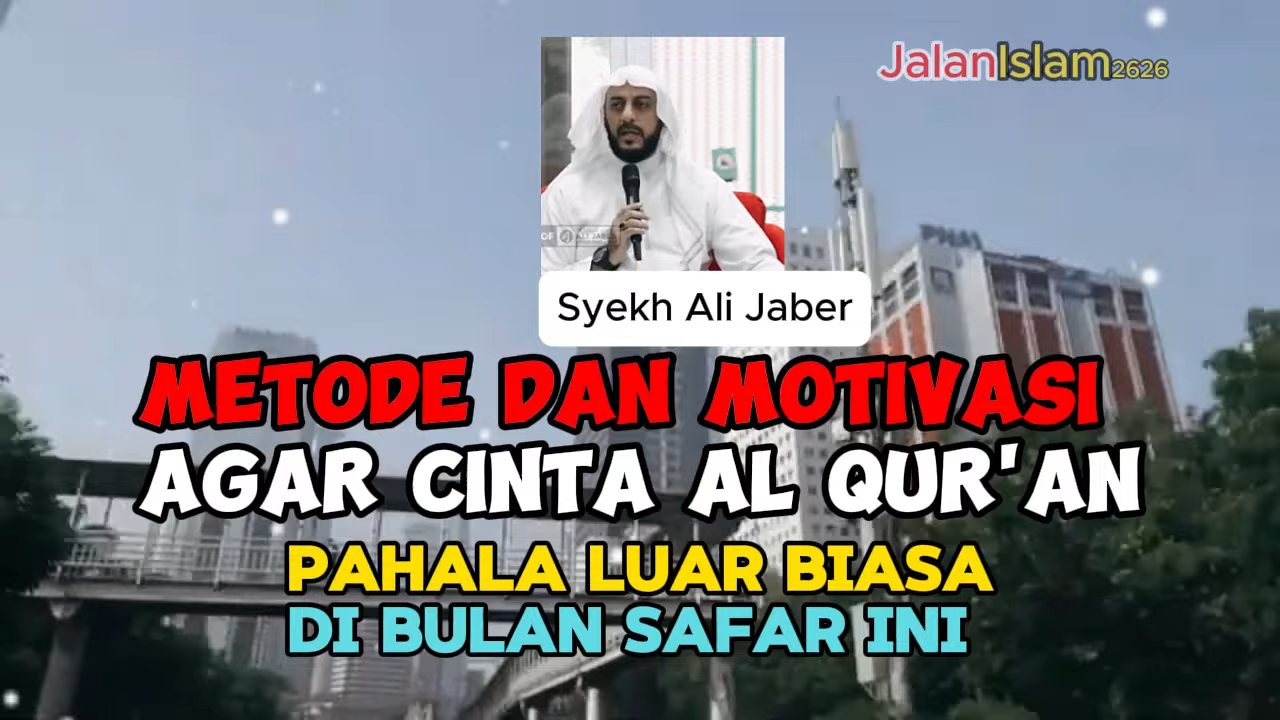 JalanIslam2626
Syekh Ali Jaber
METODE DAN MOTIVASI
AGAR CINTA AL QUR'AN
PAHALA LUAR BIASA
DI BULAN SAFAR INI